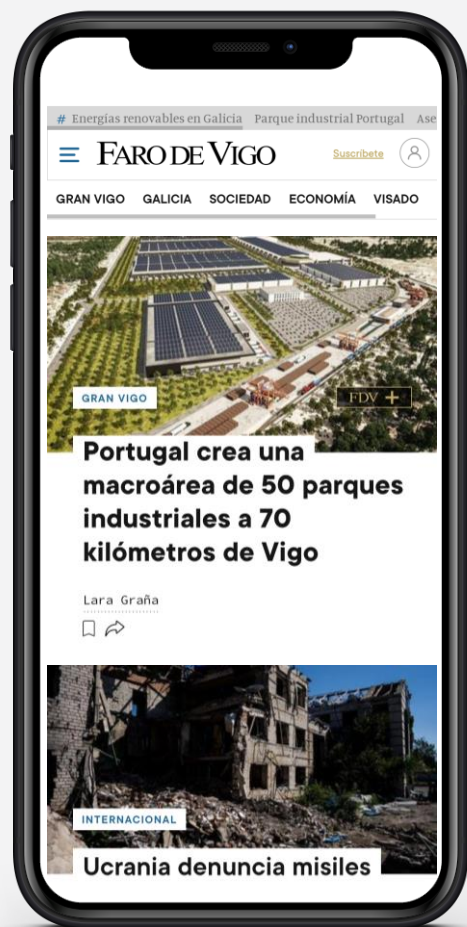 # Energías renovables en Galicia Parque industrial Portugal Ase
FARO DE VIGO Suscríbete
GRAN VIGO GALICIA SOCIEDAD ECONOMÍA VISADO
FDV +
GRAN VIGO
Portugal crea una
macroárea de 50 parques
industriales a 70
kilómetros de Vigo
Lara Graña
INTERNACIONAL
Ucrania denuncia misiles